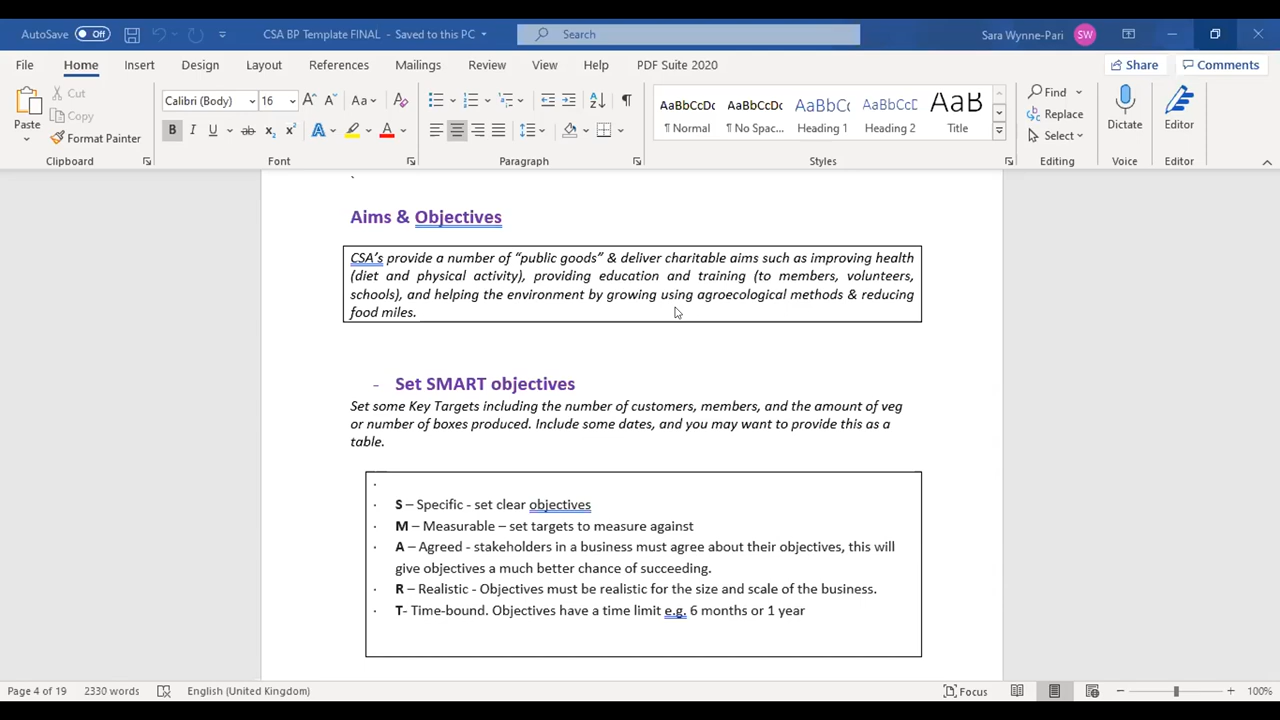 AutoSave Off CSA BP Template FINAL - Saved to this PC Search Sara Wynne-Pari SW
File Home Insert Design Layout References Mailings Review View Help PDF Suite 2020 Share Comments
Paste Cut Copy Format Painter
Calibri (Body) 16 A A Aa A
B I U ab x2 x2 A A
AaBbCcDc AaBbCcDc AaBbCc AaBbCcD AaB
¶ Normal ¶ No Spac... Heading 1 Heading 2 Title
Find Replace Select
Dictate Editor
Clipboard Font Paragraph Styles Editing Voice Editor
`
Aims & Objectives
CSA's provide a number of “public goods” & deliver charitable aims such as improving health
(diet and physical activity), providing education and training (to members, volunteers,
schools), and helping the environment by growing using agroecological methods & reducing
food miles.
- Set SMART objectives
Set some Key Targets including the number of customers, members, and the amount of veg
or number of boxes produced. Include some dates, and you may want to provide this as a
table.
·
· S – Specific - set clear objectives
· M – Measurable – set targets to measure against
· A – Agreed - stakeholders in a business must agree about their objectives, this will
give objectives a much better chance of succeeding.
· R – Realistic - Objectives must be realistic for the size and scale of the business.
· T- Time-bound. Objectives have a time limit e.g. 6 months or 1 year
Page 4 of 19 2330 words English (United Kingdom) Focus 100%